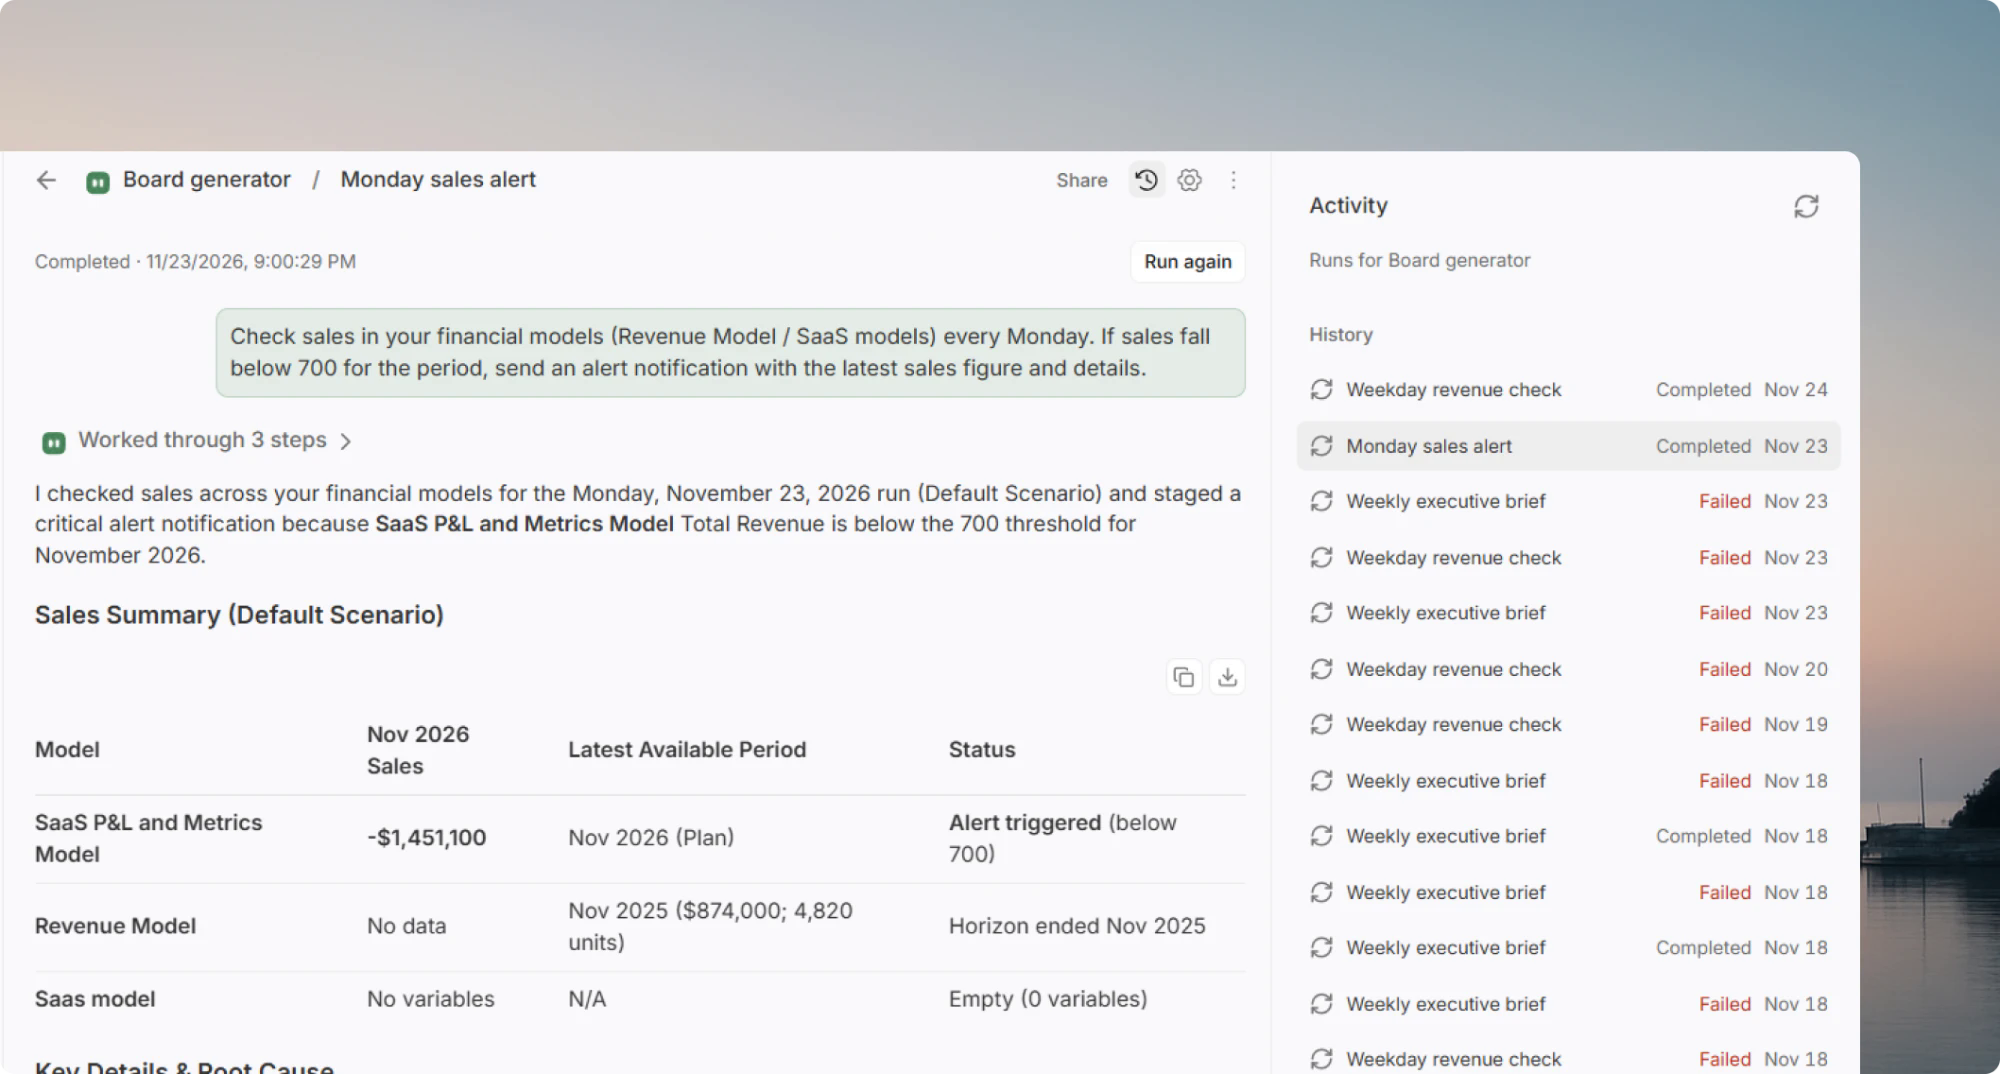 Board generator / Monday sales alert
Share
Completed · 11/23/2026, 9:00:29 PM
Run again
Check sales in your financial models (Revenue Model / SaaS models) every Monday. If sales fall
below 700 for the period, send an alert notification with the latest sales figure and details.
Worked through 3 steps
I checked sales across your financial models for the Monday, November 23, 2026 run (Default Scenario) and staged a
critical alert notification because SaaS P&L and Metrics Model Total Revenue is below the 700 threshold for
November 2026.
Sales Summary (Default Scenario)
Model
Nov 2026
Sales
Latest Available Period
Status
SaaS P&L and Metrics
Model
-$1,451,100
Nov 2026 (Plan)
Alert triggered (below
700)
Revenue Model
No data
Nov 2025 ($874,000; 4,820
units)
Horizon ended Nov 2025
Saas model
No variables
N/A
Empty (0 variables)
Key Details & Root Cause
Activity
Runs for Board generator
History
Weekday revenue check Completed Nov 24
Monday sales alert Completed Nov 23
Weekly executive brief Failed Nov 23
Weekday revenue check Failed Nov 23
Weekly executive brief Failed Nov 23
Weekday revenue check Failed Nov 20
Weekday revenue check Failed Nov 19
Weekly executive brief Failed Nov 18
Weekly executive brief Completed Nov 18
Weekly executive brief Failed Nov 18
Weekly executive brief Completed Nov 18
Weekly executive brief Failed Nov 18
Weekday revenue check Failed Nov 18